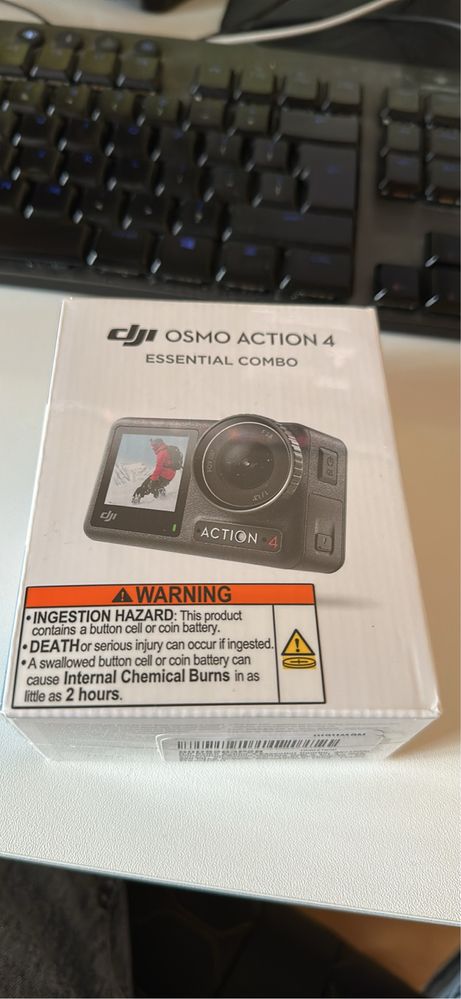 dji OSMO ACTION 4
ESSENTIAL COMBO
dji
ACTION 4
WARNING
•INGESTION HAZARD: This product
contains a button cell or coin battery.
•DEATH or serious injury can occur if ingested.
•A swallowed button cell or coin battery can
cause Internal Chemical Burns in as
little as 2 hours.